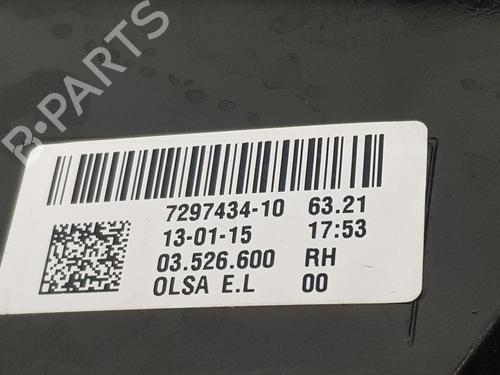 B-PARTS
7297434-10 63.21
13-01-15 17:53
03.526.600 RH
OLSA E.L 00